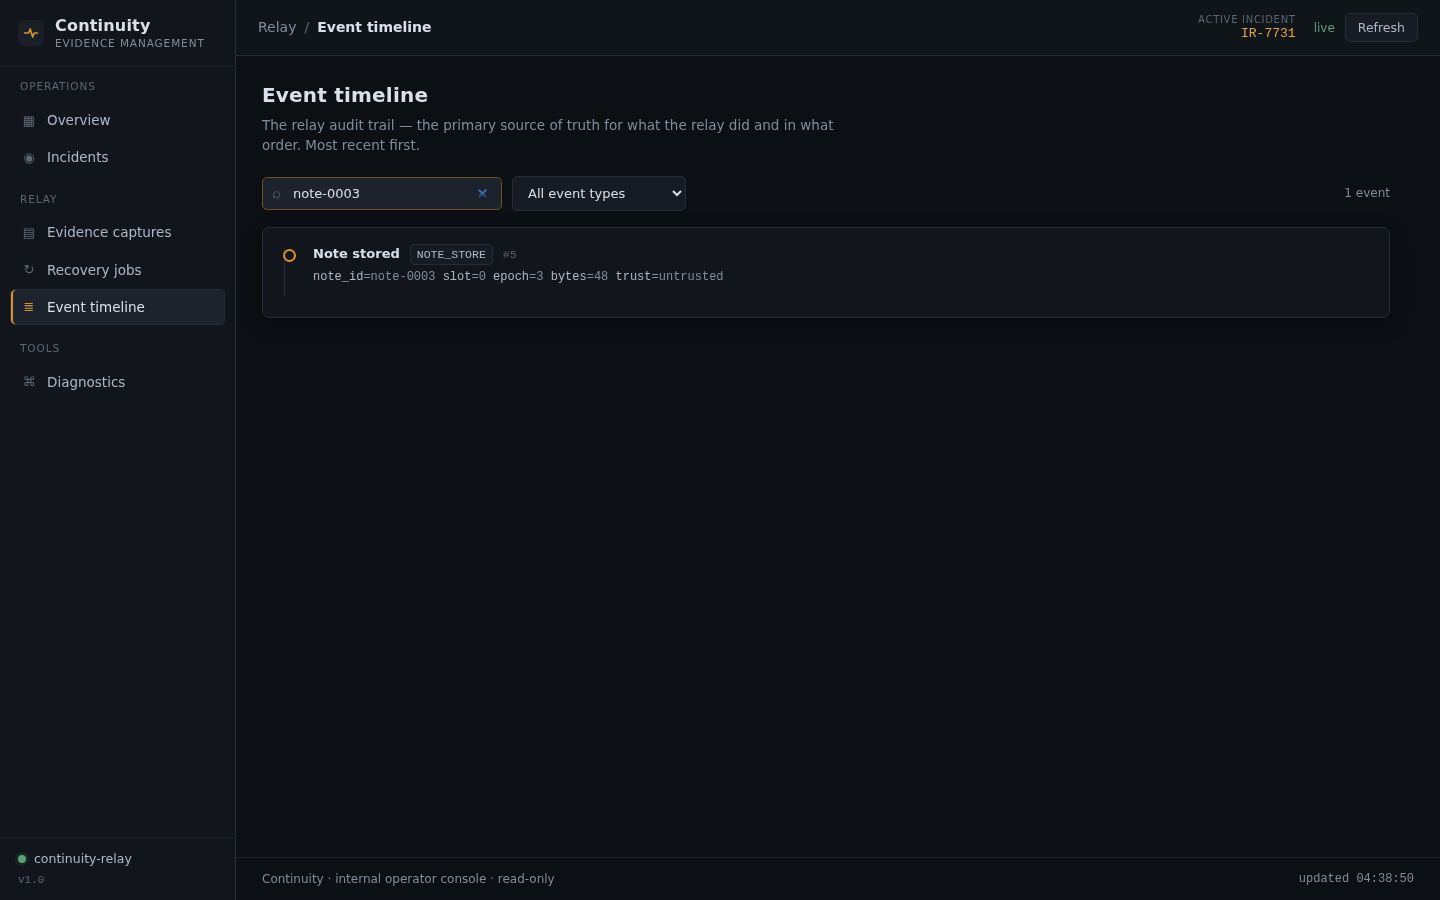 Continuity
EVIDENCE MANAGEMENT
OPERATIONS
Overview
Incidents
RELAY
Evidence captures
Recovery jobs
Event timeline
TOOLS
Diagnostics
continuity-relay
v1.0
Relay / Event timeline
ACTIVE INCIDENT
IR-7731
live
Refresh
Event timeline
The relay audit trail — the primary source of truth for what the relay did and in what
order. Most recent first.
note-0003
All event types
1 event
Note stored NOTE_STORE #5
note_id=note-0003 slot=0 epoch=3 bytes=48 trust=untrusted
Continuity · internal operator console · read-only
updated 04:38:50